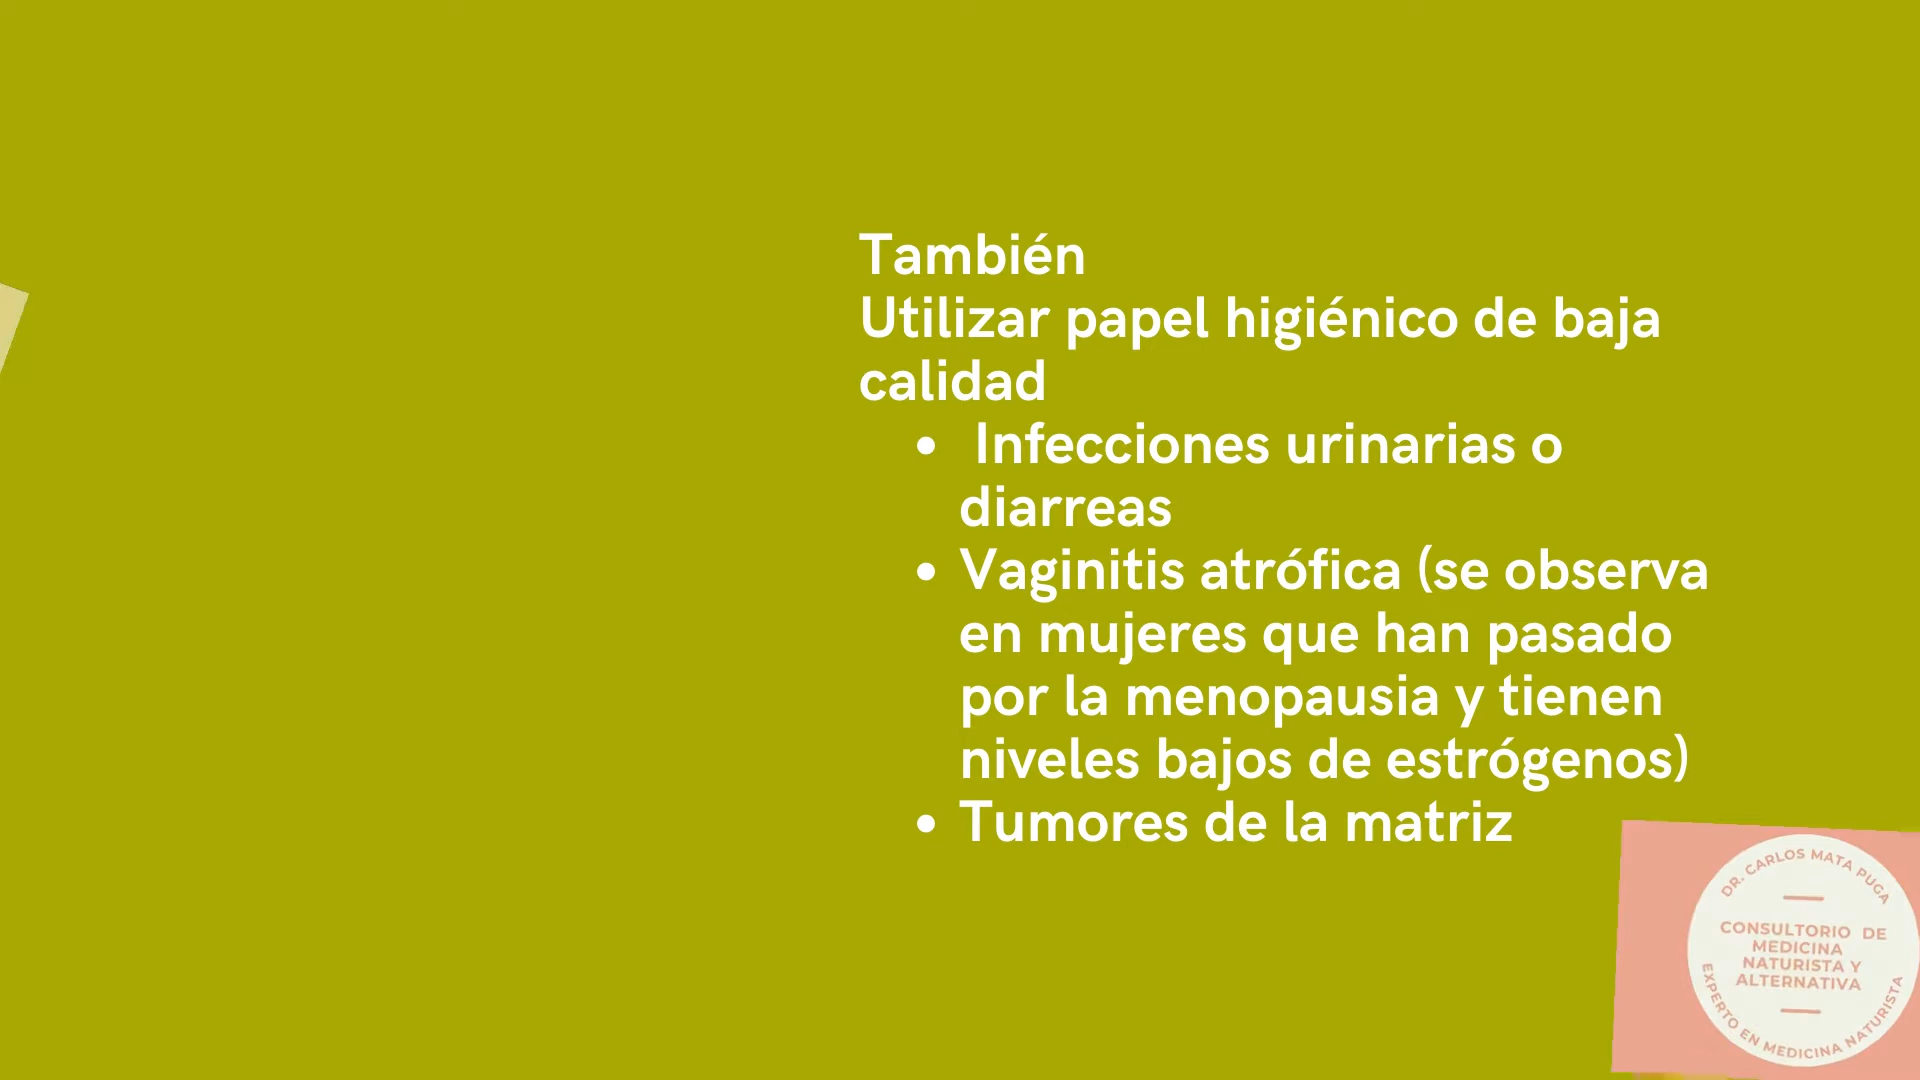 También
Utilizar papel higiénico de baja
calidad
• Infecciones urinarias o
diarreas
• Vaginitis atrófica (se observa
en mujeres que han pasado
por la menopausia y tienen
niveles bajos de estrógenos)
• Tumores de la matriz
DR. CARLOS MATA PUGA
CONSULTORIO DE
MEDICINA
NATURISTA Y
ALTERNATIVA
EXPERTO EN MEDICINA NATURISTA